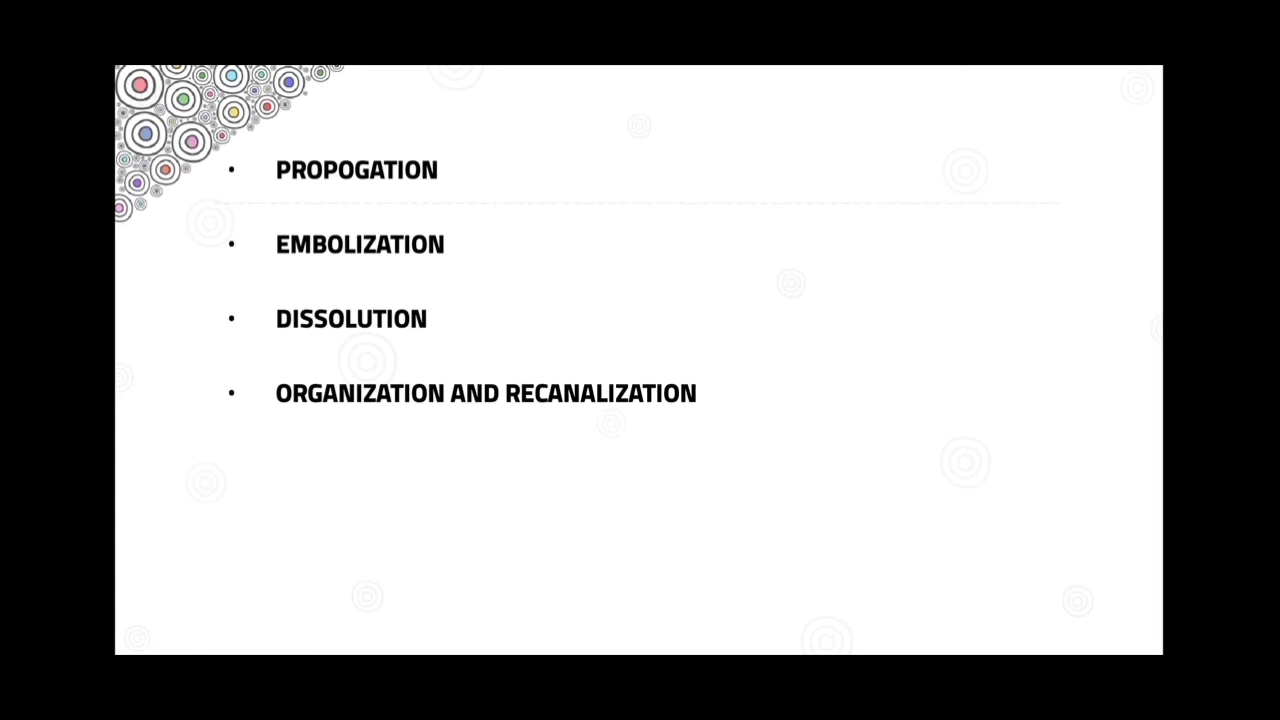 • PROPOGATION
• EMBOLIZATION
• DISSOLUTION
• ORGANIZATION AND RECANALIZATION